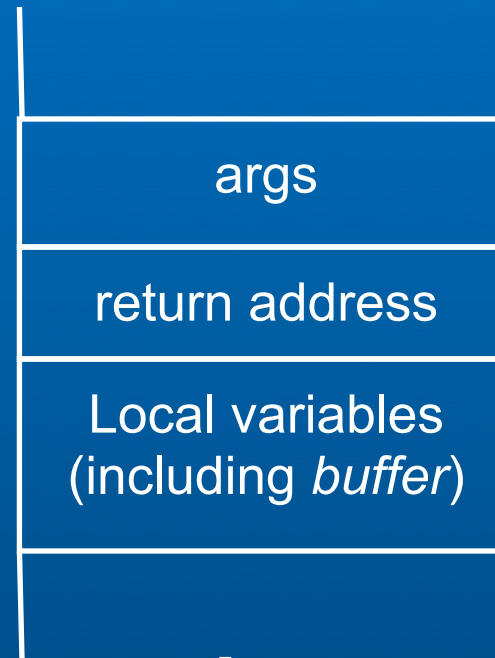 args
return address
Local variables
(including buffer)